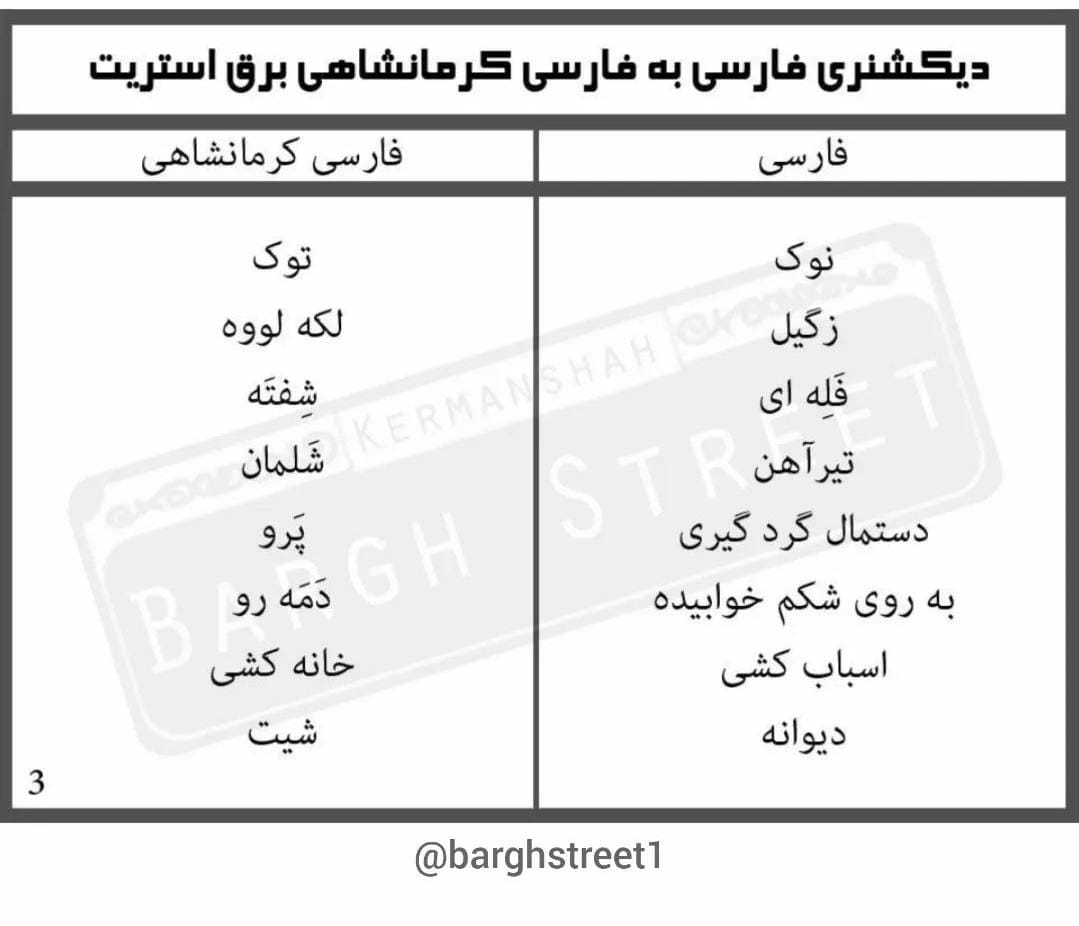 دیکشنری فارسی به فارسی کرمانشاهی برق استریت
فارسی	فارسی کرمانشاهی
نوک	توک
زگیل	لکه لووه
فَلِه ای	شِفتَه
تیرآهن	شَلمان
دستمال گرد گیری	پَرو
به روی شکم خوابیده	دَمَه رو
اسباب کشی	خانه کشی
دیوانه	شیت
3
KERMANSHAH
BARGH STREET
@barghstreet1